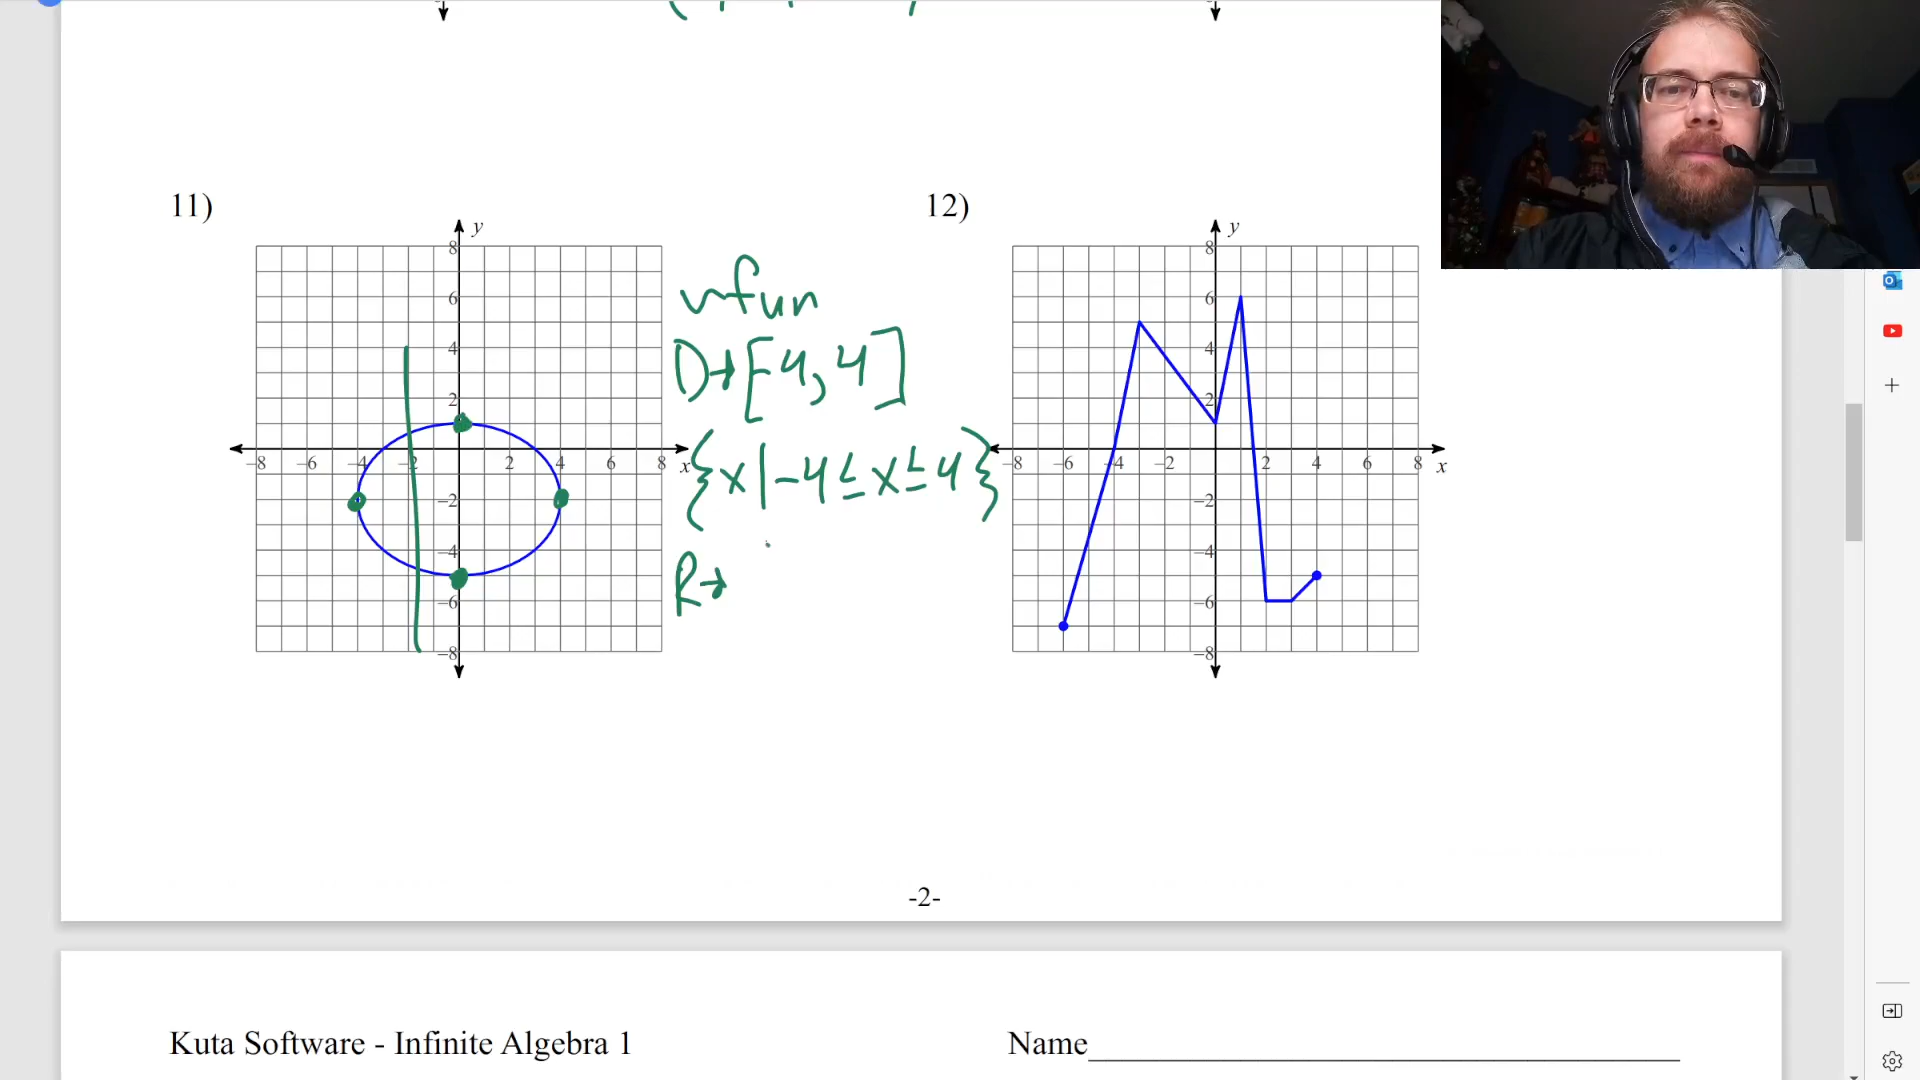 11)
12)
y
8
6
4
2
-8 -6 -4 -2 2 4 6 8 x
-2
-4
-6
-8
fun
D→[-4,4]
{x|-4≤x≤4}
R→
y
8
6
4
2
-8 -6 -4 -2 2 4 6 8 x
-2
-4
-6
-8
-2-
Kuta Software - Infinite Algebra 1
Name